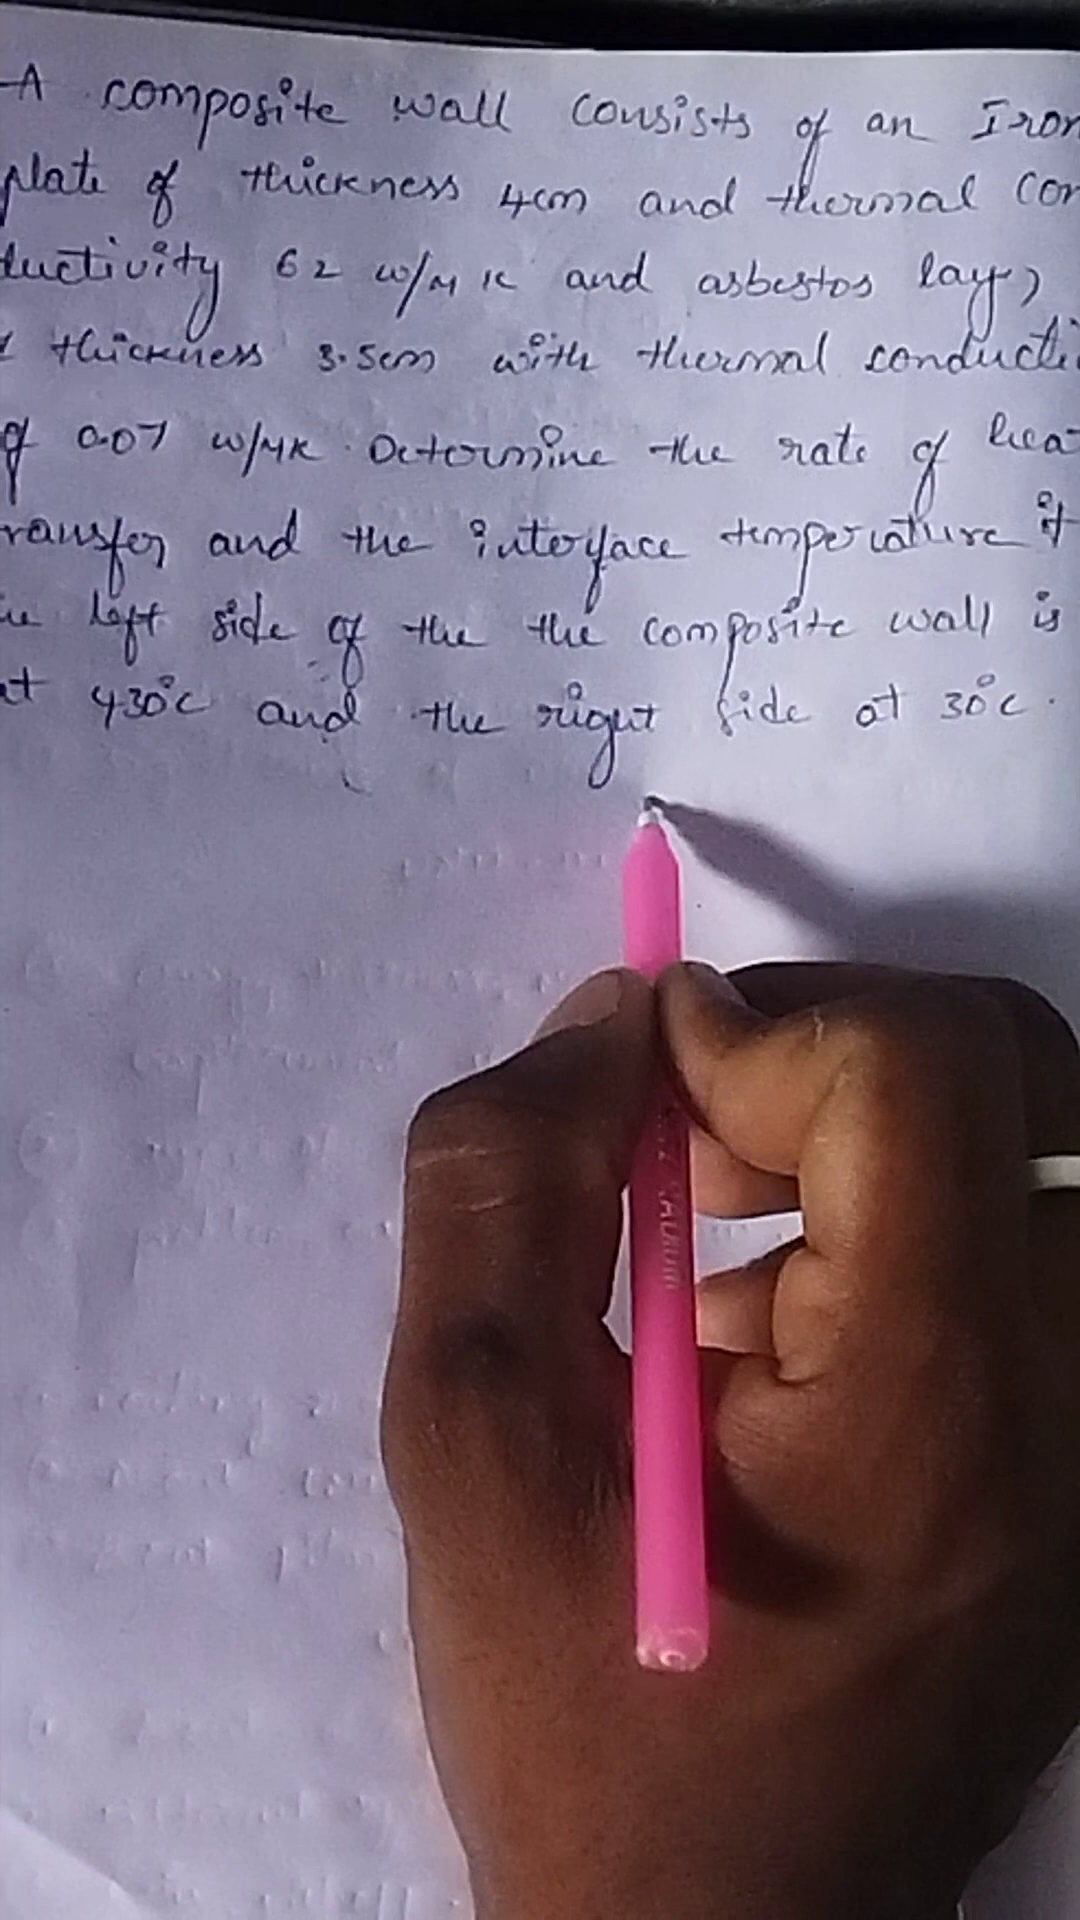 A composite wall consists of an Iron
plate of thickness 4cm and thermal con
ductivity 62 W/MK and asbestos layer
thickness 3.5cm with thermal conducti
of 0.07 W/MK. Determine the rate of hea
ransfer and the interface temperature if
left side of the the composite wall is
at 430°C and the right side at 30°C.